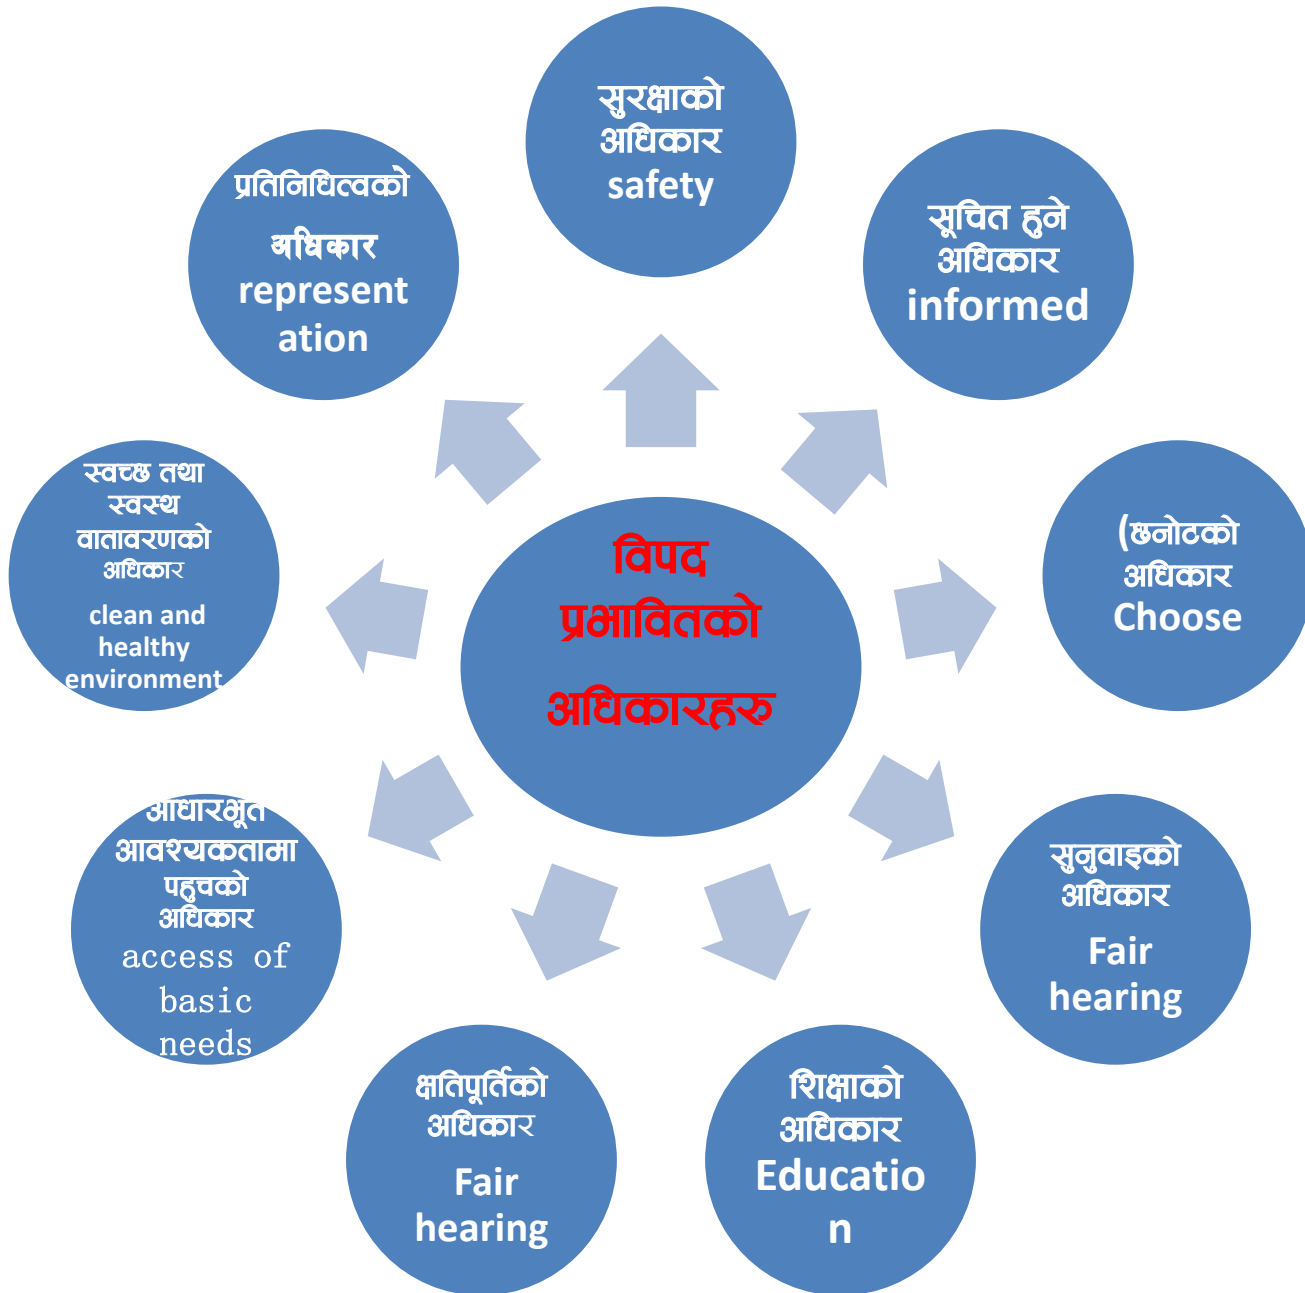 विपद
प्रभावितको
अधिकारहरु
सुरक्षाको
अधिकार
safety
सूचित हुने
अधिकार
informed
(छनोटको
अधिकार
Choose
सुनुवाइको
अधिकार
Fair
hearing
शिक्षाको
अधिकार
Educatio
n
क्षतिपूर्तिको
अधिकार
Fair
hearing
आधारभूत
आवश्यकतामा
पहुचको
अधिकार
access of
basic
needs
स्वच्छ तथा
स्वस्थ
वातावरणको
अधिकार
clean and
healthy
environment
प्रतिनिधित्वको
अधिकार
represent
ation